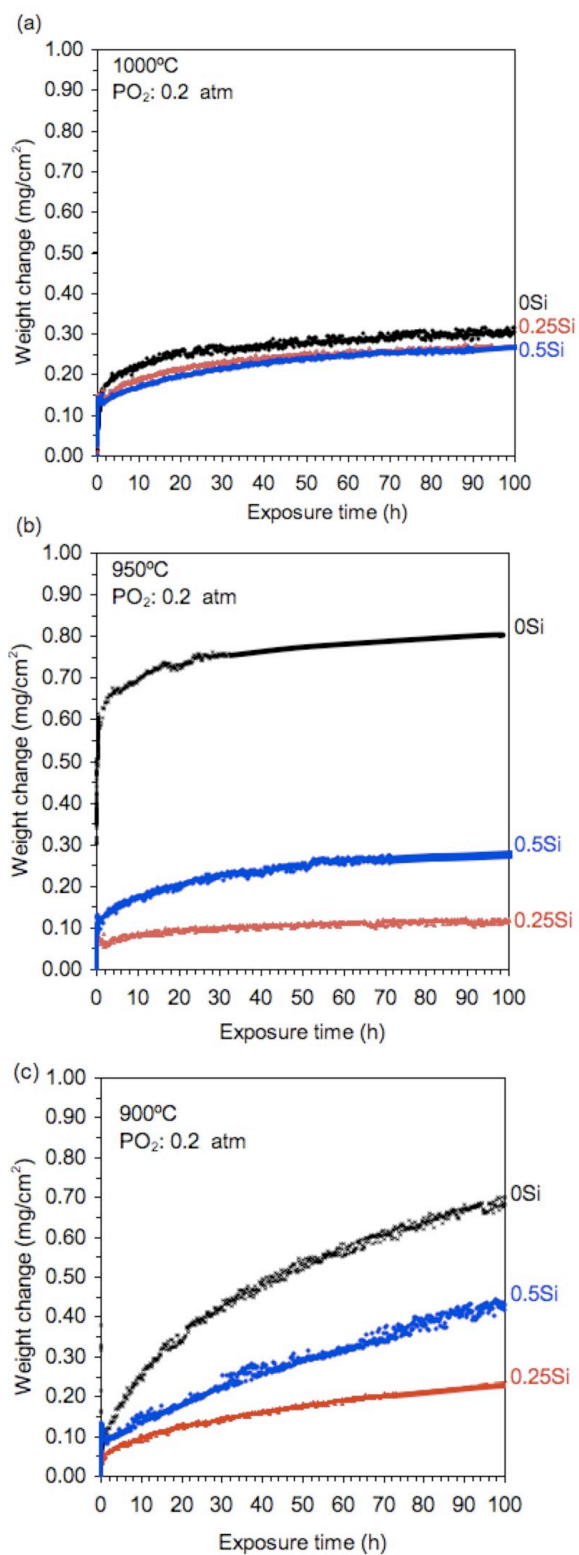 (a)
1.00
1000ºC
0.90
PO₂: 0.2 atm
0.80
0.70
0.60
0.50
0.40
0.30
0.20
0.10
0.00
Weight change (mg/cm²)
0Si
0.25Si
0.5Si
0 10 20 30 40 50 60 70 80 90 100
Exposure time (h)
(b)
1.00
950ºC
0.90
PO₂: 0.2 atm
0.80
0.70
0.60
0.50
0.40
0.30
0.20
0.10
0.00
Weight change (mg/cm²)
0Si
0.5Si
0.25Si
0 10 20 30 40 50 60 70 80 90 100
Exposure time (h)
(c)
1.00
900ºC
0.90
PO₂: 0.2 atm
0.80
0.70
0.60
0.50
0.40
0.30
0.20
0.10
0.00
Weight change (mg/cm²)
0Si
0.5Si
0.25Si
0 10 20 30 40 50 60 70 80 90 100
Exposure time (h)